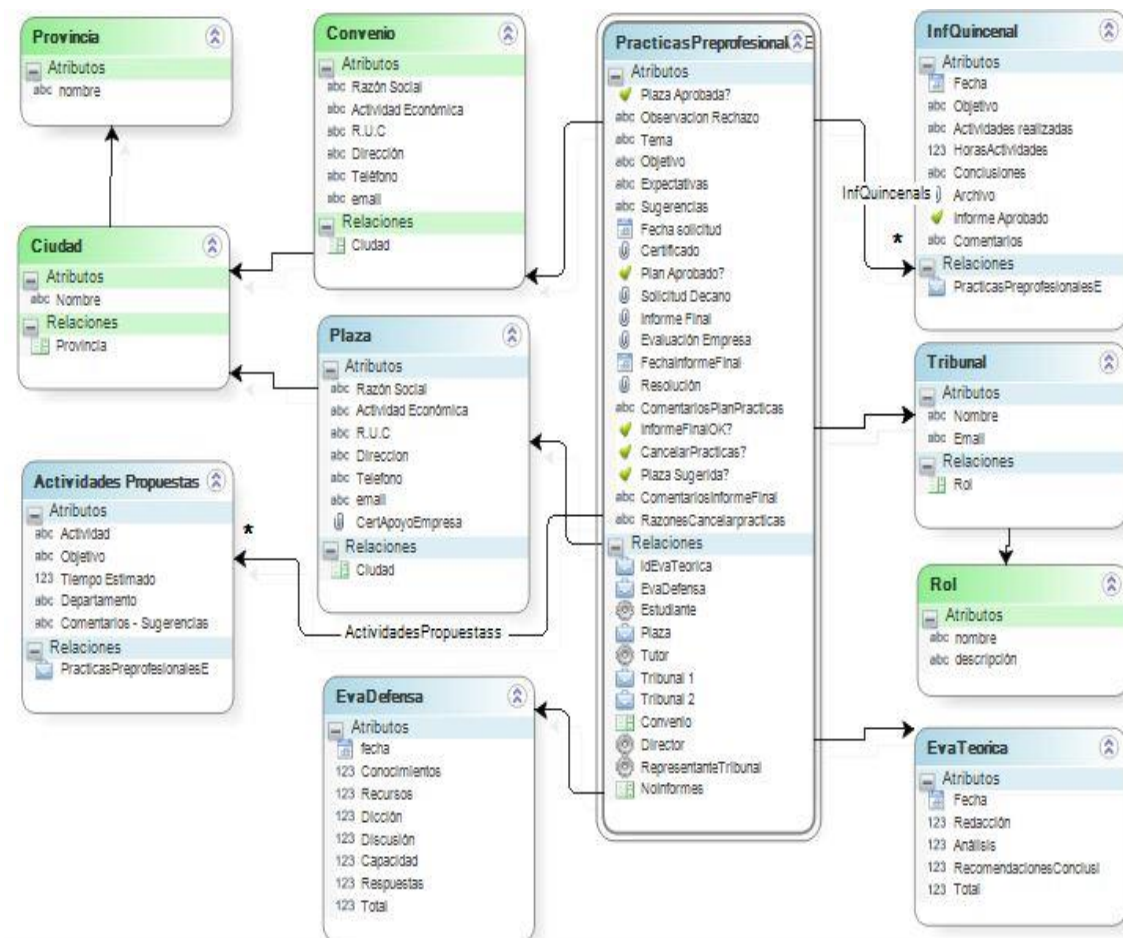 Provincia
Atributos
abc nombre
Ciudad
Atributos
abc Nombre
Relaciones
Provincia
Actividades Propuestas
Atributos
abc Actividad
abc Objetivo
123 Tiempo Estimado
abc Departamento
abc Comentarios - Sugerencias
Relaciones
PracticasPreprofesionalesE
*
Convenio
Atributos
abc Razón Social
abc Actividad Económica
abc R.U.C
abc Dirección
abc Teléfono
abc email
Relaciones
Ciudad
Plaza
Atributos
abc Razón Social
abc Actividad Económica
abc R.U.C
abc Direccion
abc Telefono
abc email
CertApoyoEmpresa
Relaciones
Ciudad
ActividadesPropuestass
EvaDefensa
Atributos
fecha
123 Conocimientos
123 Recursos
123 Dicción
123 Discusión
123 Capacidad
123 Respuestas
123 Total
PracticasPreprofesional E
Atributos
Plaza Aprobada?
abc Observacion Rechazo
abc Tema
abc Objetivo
abc Expectativas
abc Sugerencias
Fecha solicitud
Certificado
Plan Aprobado?
Solicitud Decano
Informe Final
Evaluación Empresa
FechaInformeFinal
Resolución
abc ComentariosPlanPracticas
InformeFinalOK?
CancelarPracticas?
Plaza Sugerida?
abc ComentariosInformeFinal
abc RazonesCancelarpracticas
Relaciones
IdEvaTeorica
EvaDefensa
Estudiante
Plaza
Tutor
Tribunal 1
Tribunal 2
Convenio
Director
RepresentanteTribunal
NoInformes
InfQuincenals
*
InfQuincenal
Atributos
Fecha
abc Objetivo
abc Actividades realizadas
123 HorasActividades
abc Conclusiones
Archivo
Informe Aprobado
abc Comentarios
Relaciones
PracticasPreprofesionalesE
Tribunal
Atributos
abc Nombre
abc Email
Relaciones
Rol
Rol
Atributos
abc nombre
abc descripción
EvaTeorica
Atributos
Fecha
123 Redacción
123 Análisis
123 RecomendacionesConclusi
123 Total